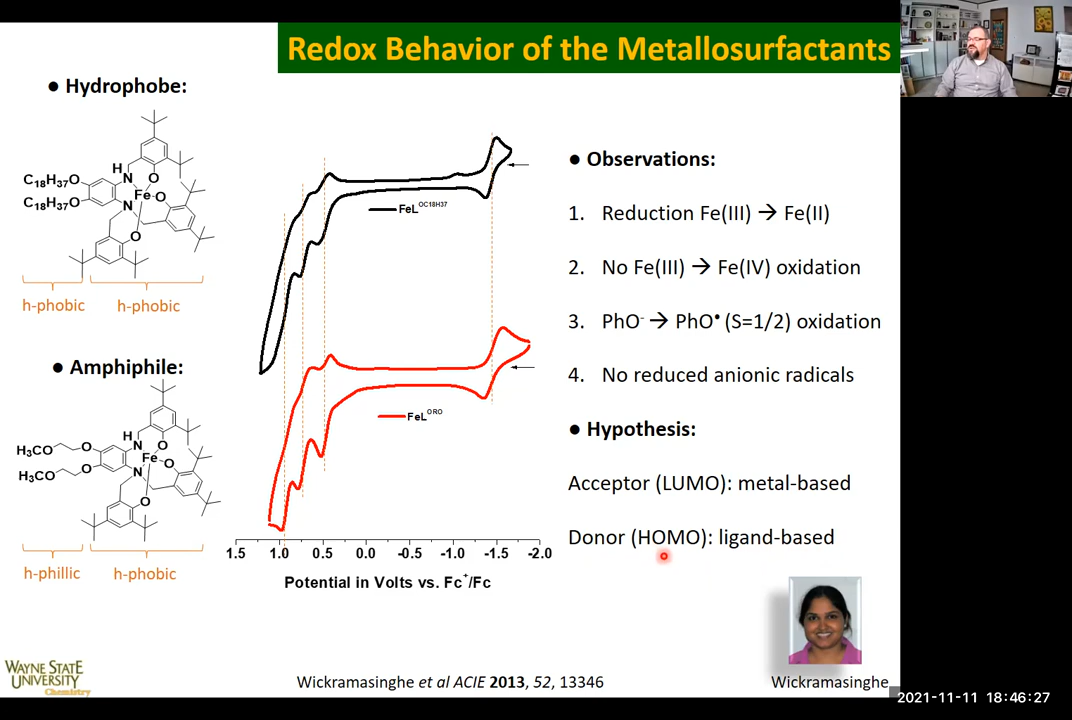 Redox Behavior of the Metallosurfactants
● Hydrophobe:
H
N
O
C₁₈H₃₇O
Fe
O
C₁₈H₃₇O
N
O
h-phobic
h-phobic
● Amphiphile:
H
N
O
H₃CO
O
Fe
O
H₃CO
O
N
O
h-phillic
h-phobic
FeL^OC18H37
FeL^ORO
1.5 1.0 0.5 0.0 -0.5 -1.0 -1.5 -2.0
Potential in Volts vs. Fc⁺/Fc
● Observations:
1. Reduction Fe(III) → Fe(II)
2. No Fe(III) → Fe(IV) oxidation
3. PhO⁻ → PhO• (S=1/2) oxidation
4. No reduced anionic radicals
● Hypothesis:
Acceptor (LUMO): metal-based
Donor (HOMO): ligand-based
WAYNE STATE
UNIVERSITY
Chemistry
Wickramasinghe et al ACIE 2013, 52, 13346
Wickramasinghe
2021-11-11 18:46:27